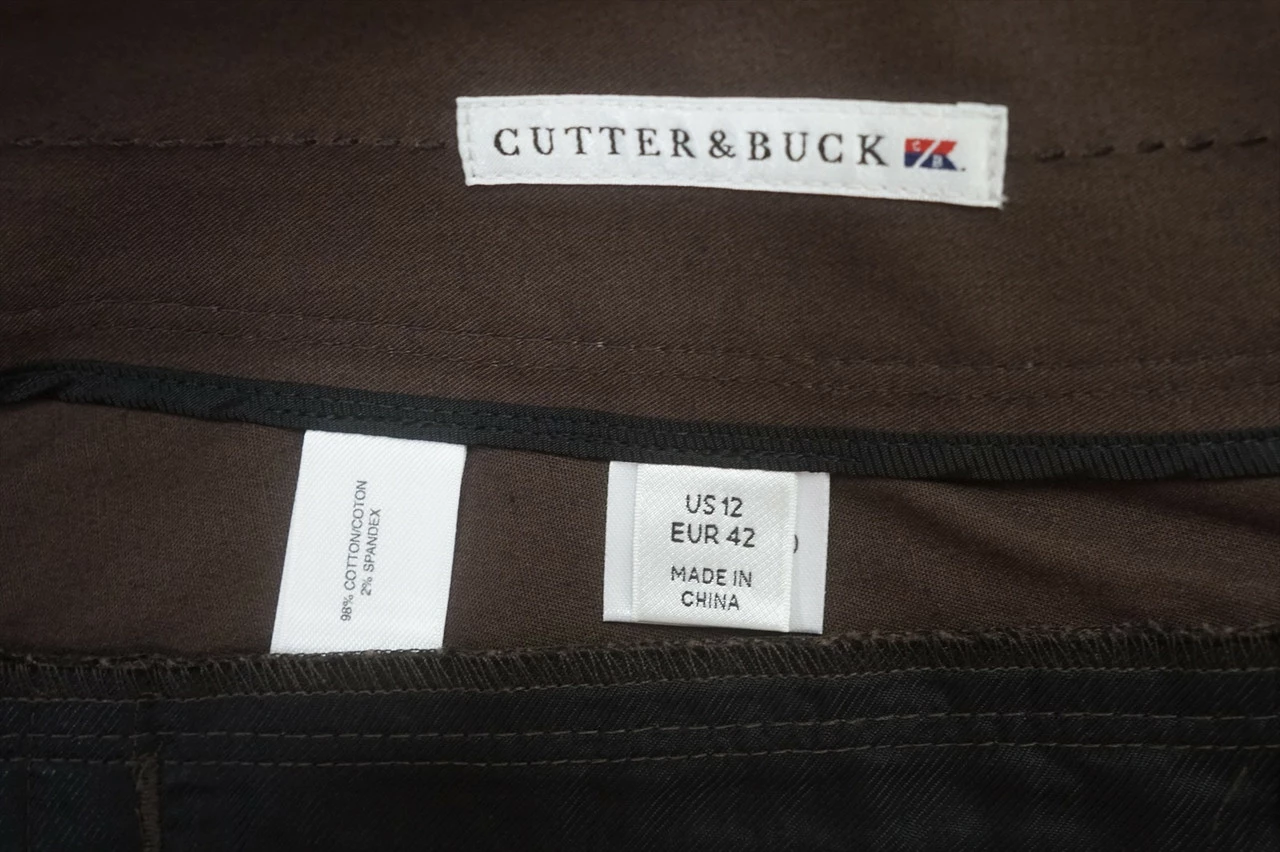 CUTTER & BUCK C B
98% COTTON/COTON
2% SPANDEX
US 12
EUR 42
MADE IN
CHINA
)